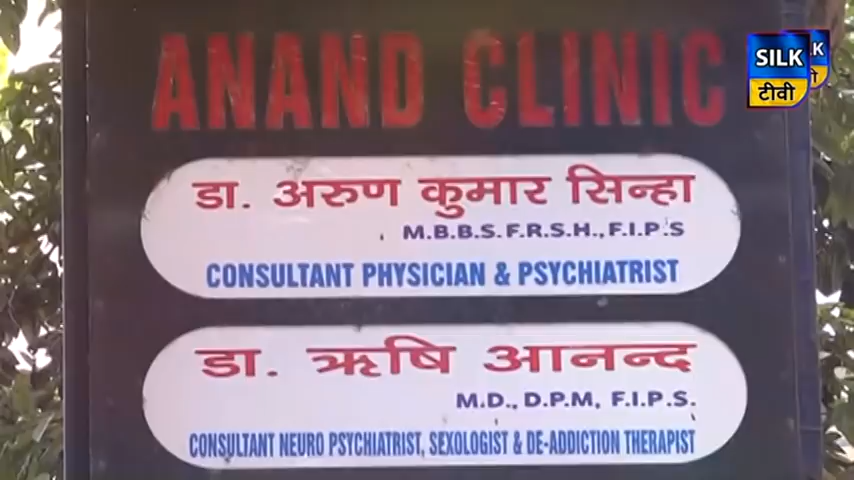 ANAND CLINIC
SILK
टीवी
डा. अरुण कुमार सिन्हा
M.B.B.S.F.R.S.H.,F.I.P.S
CONSULTANT PHYSICIAN & PSYCHIATRIST
डा. ऋषि आनन्द
M.D.,D.P.M, F.I.P.S.
CONSULTANT NEURO PSYCHIATRIST, SEXOLOGIST & DE-ADDICTION THERAPIST